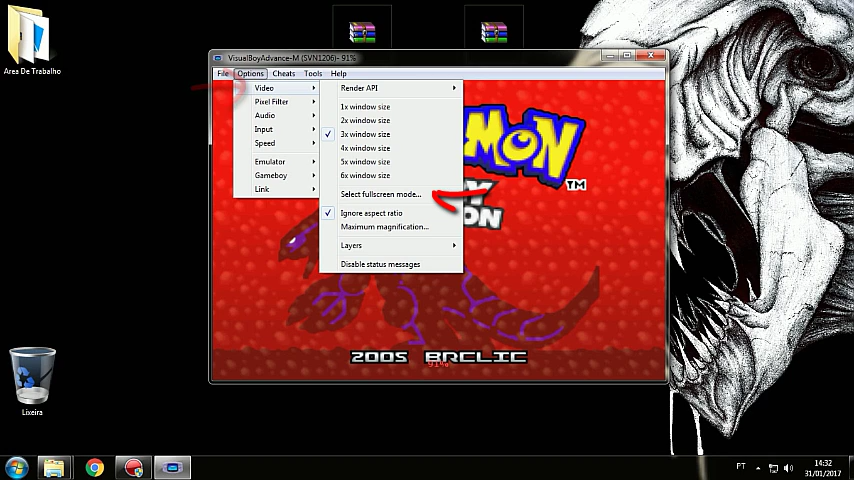 Area De Trabalho
VisualBoyAdvance-M (SVN1206)- 91%
File Options Cheats Tools Help
Video
Pixel Filter
Audio
Input
Speed
Emulator
Gameboy
Link
Render API
1x window size
2x window size
3x window size
4x window size
5x window size
6x window size
Select fullscreen mode...
Ignore aspect ratio
Maximum magnification...
Layers
Disable status messages
TM
2005 BRCLIC
91%
Lixeira
PT
14:32
31/01/2017